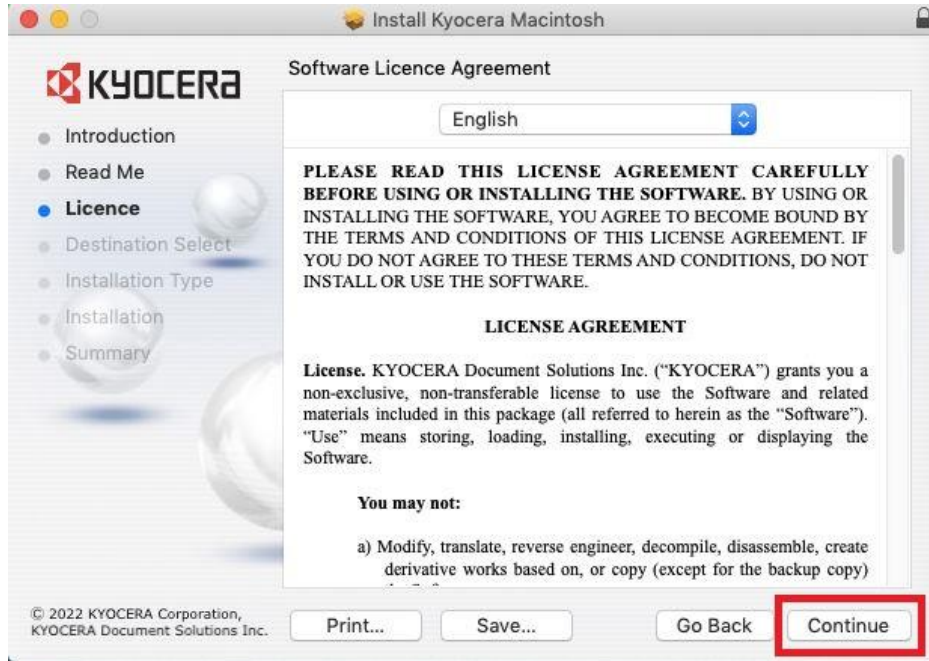 Install Kyocera Macintosh
KYOCERA
Software Licence Agreement
Introduction
Read Me
Licence
Destination Select
Installation Type
Installation
Summary
English
PLEASE READ THIS LICENSE AGREEMENT CAREFULLY
BEFORE USING OR INSTALLING THE SOFTWARE. BY USING OR
INSTALLING THE SOFTWARE, YOU AGREE TO BECOME BOUND BY
THE TERMS AND CONDITIONS OF THIS LICENSE AGREEMENT. IF
YOU DO NOT AGREE TO THESE TERMS AND CONDITIONS, DO NOT
INSTALL OR USE THE SOFTWARE.
LICENSE AGREEMENT
License. KYOCERA Document Solutions Inc. (“KYOCERA”) grants you a
non-exclusive, non-transferable license to use the Software and related
materials included in this package (all referred to herein as the “Software”).
“Use” means storing, loading, installing, executing or displaying the
Software.
You may not:
a) Modify, translate, reverse engineer, decompile, disassemble, create
derivative works based on, or copy (except for the backup copy)
© 2022 KYOCERA Corporation,
KYOCERA Document Solutions Inc.
Print...
Save...
Go Back
Continue